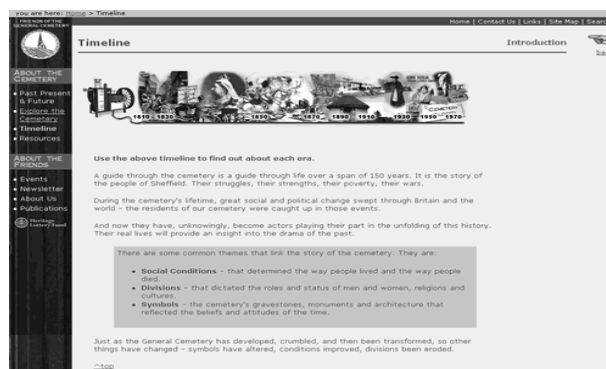 you are here: Home > Timeline
FRIENDS OF THE
GENERAL CEMETERY
Home | Contact Us | Links | Site Map | Searc
Timeline
Introduction
ba
ABOUT THE
CEMETERY
Past Present
& Future
Explore the
Cemetery
Timeline
Resources
ABOUT THE
FRIENDS
Events
Newsletter
About Us
Publications
Heritage
Lottery Fund
CEMETERY
1810 - 1830
1850
1870
1890
1910
1930
1950
1970
Use the above timeline to find out about each era.
A guide through the cemetery is a guide through life over a span of 150 years. It is the story of
the people of Sheffield. Their struggles, their strengths, their poverty, their wars.
During the cemetery's lifetime, great social and political change swept through Britain and the
world - the residents of our cemetery were caught up in those events.
And now they have, unknowingly, become actors playing their part in the unfolding of this history.
Their real lives will provide an insight into the drama of the past.
There are some common themes that link the story of the cemetery. They are:
• Social Conditions - that determined the way people lived and the way people
died.
• Divisions - that dictated the roles and status of men and women, religions and
cultures.
• Symbols - the cemetery's gravestones, monuments and architecture that
reflected the beliefs and attitudes of the time.
Just as the General Cemetery has developed, crumbled, and then been transformed, so other
things have changed - symbols have altered, conditions improved, divisions been eroded.
^top